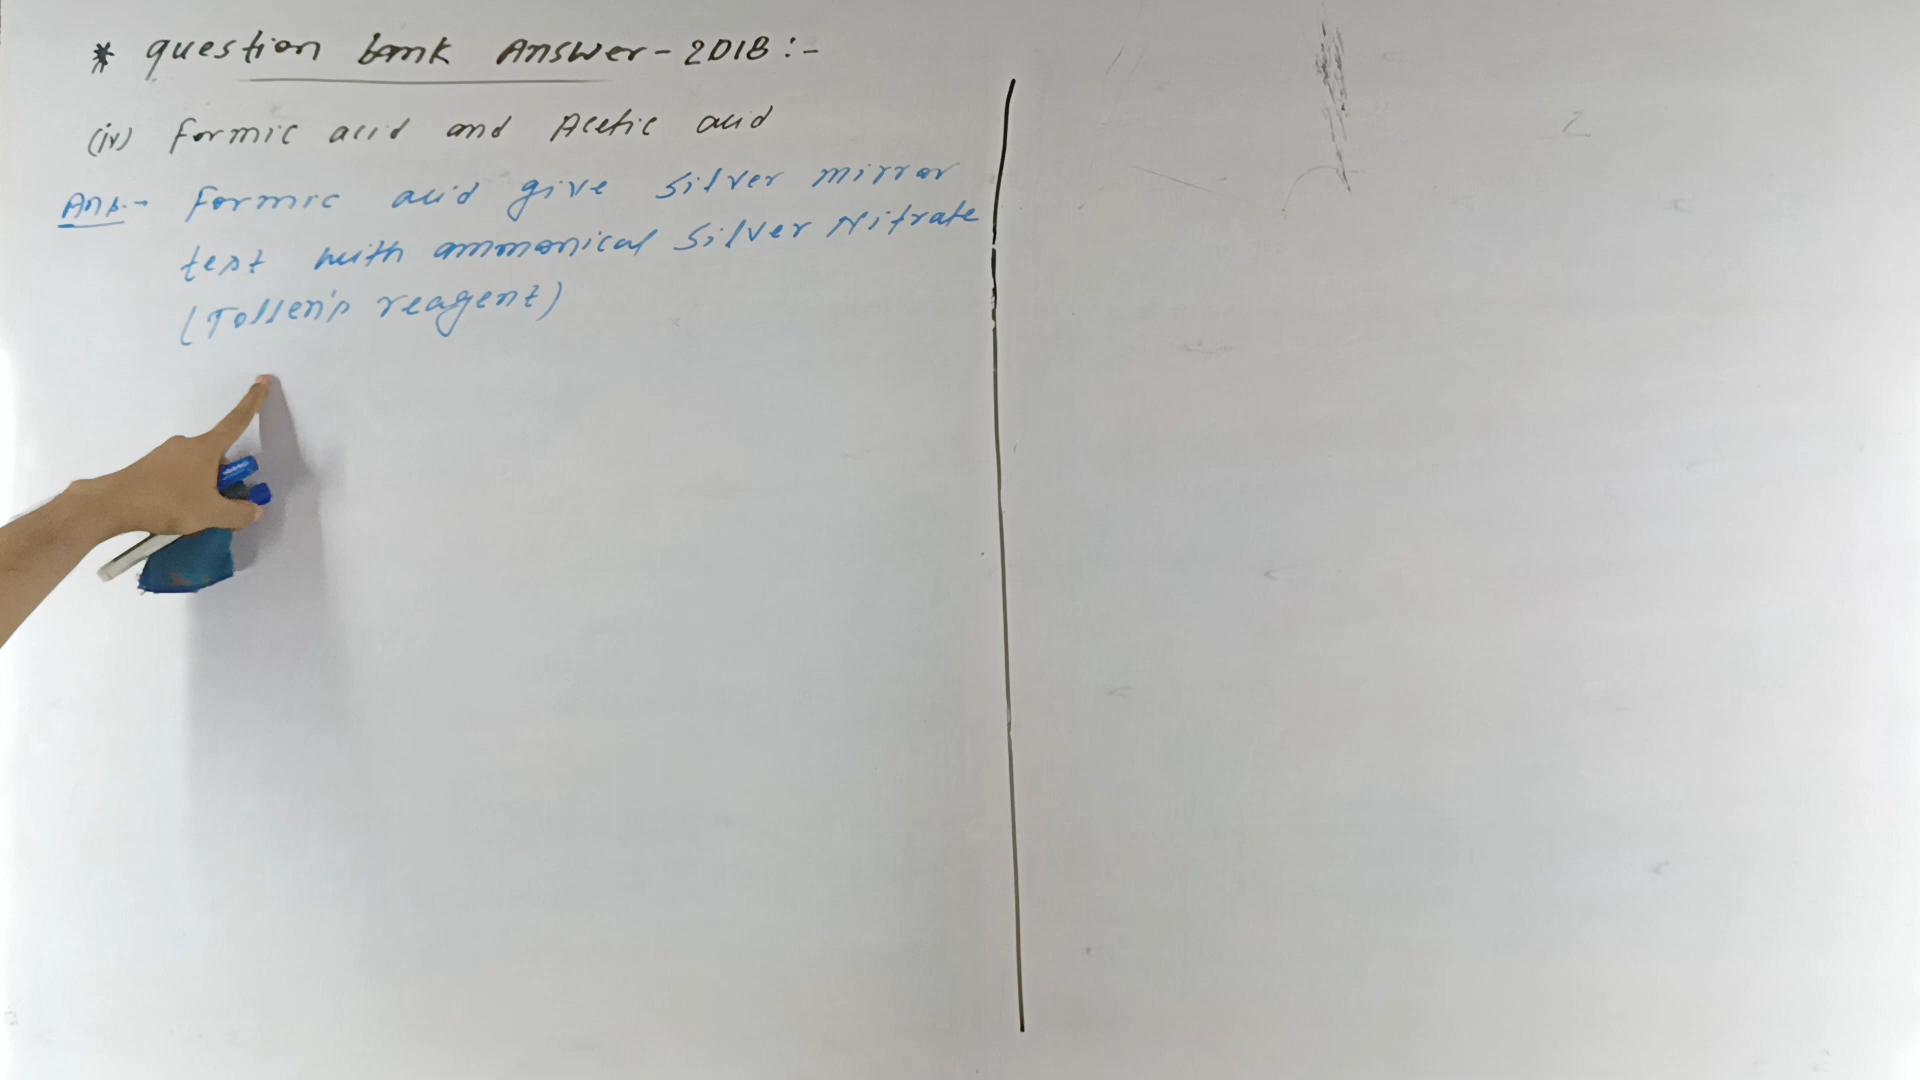 * question bank Answer - 2018 :-
(iv) Formic acid and Acetic acid
Ans:- Formic acid give silver mirror
test with ammonical silver Nitrate
(Tollen's reagent)